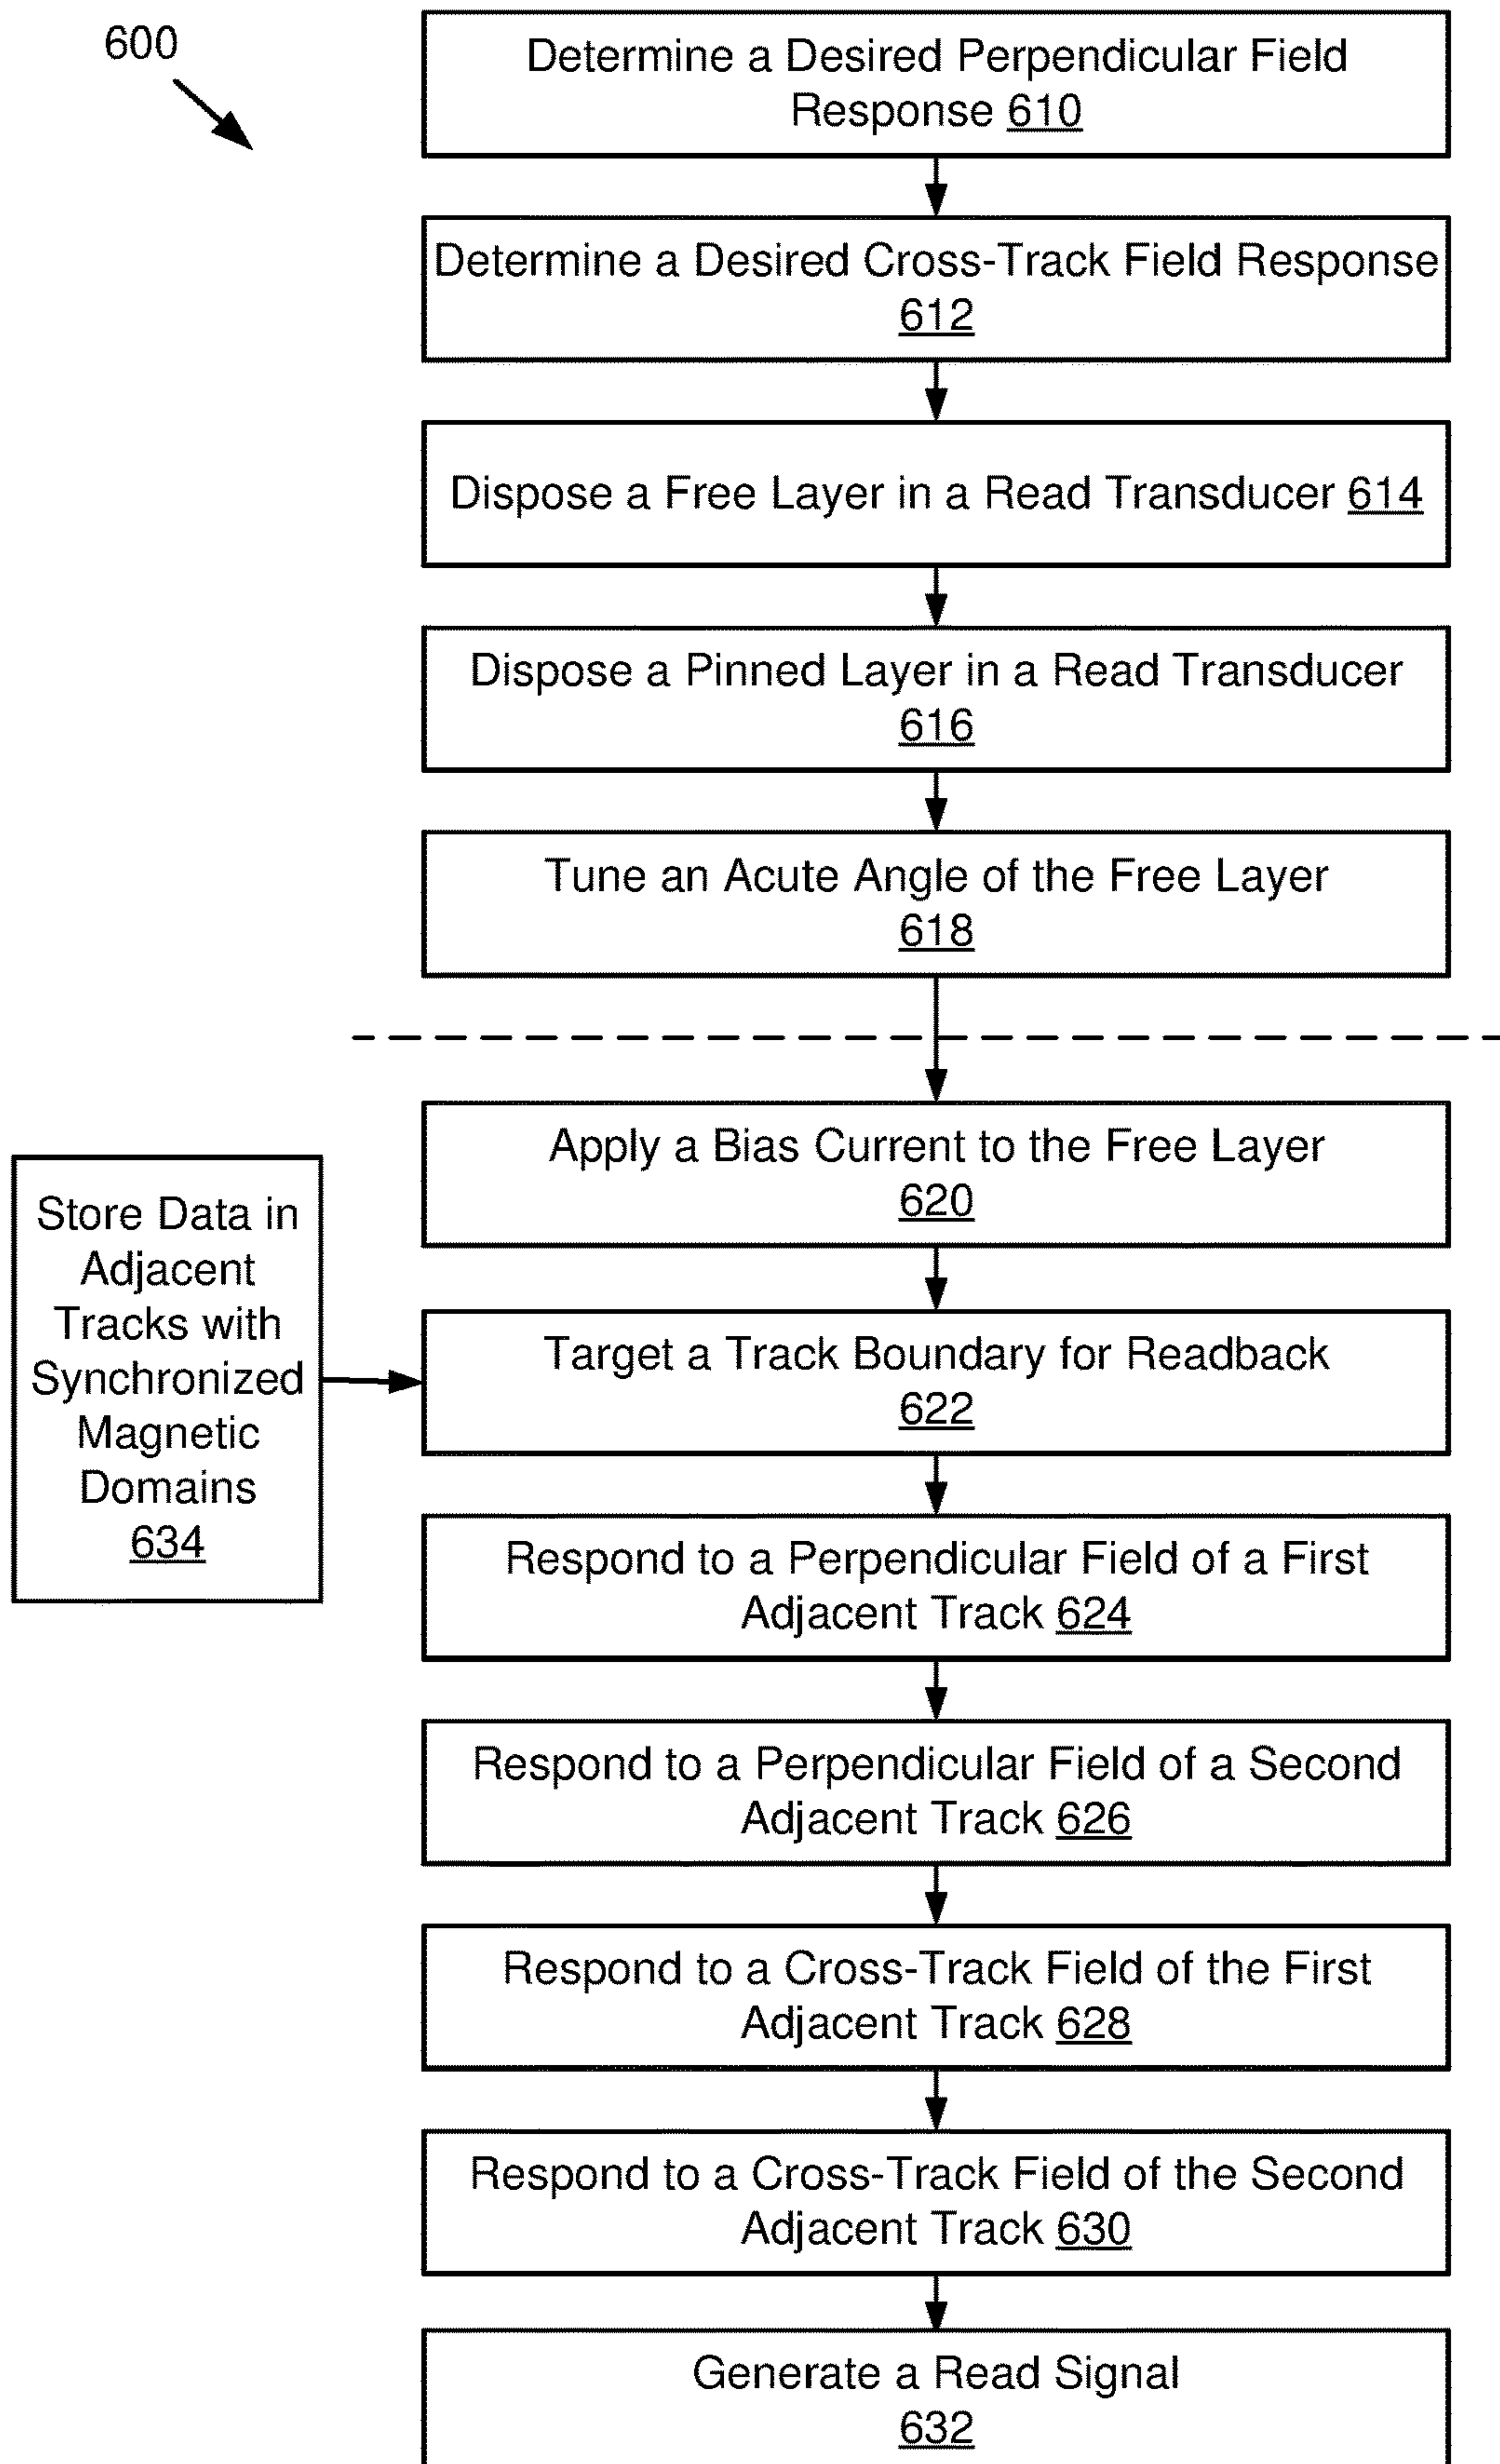 600
Determine a Desired Perpendicular Field
Response 610
Determine a Desired Cross-Track Field Response
612
Dispose a Free Layer in a Read Transducer 614
Dispose a Pinned Layer in a Read Transducer
616
Tune an Acute Angle of the Free Layer
618
Apply a Bias Current to the Free Layer
620
Store Data in
Adjacent
Tracks with
Synchronized
Magnetic
Domains
634
Target a Track Boundary for Readback
622
Respond to a Perpendicular Field of a First
Adjacent Track 624
Respond to a Perpendicular Field of a Second
Adjacent Track 626
Respond to a Cross-Track Field of the First
Adjacent Track 628
Respond to a Cross-Track Field of the Second
Adjacent Track 630
Generate a Read Signal
632